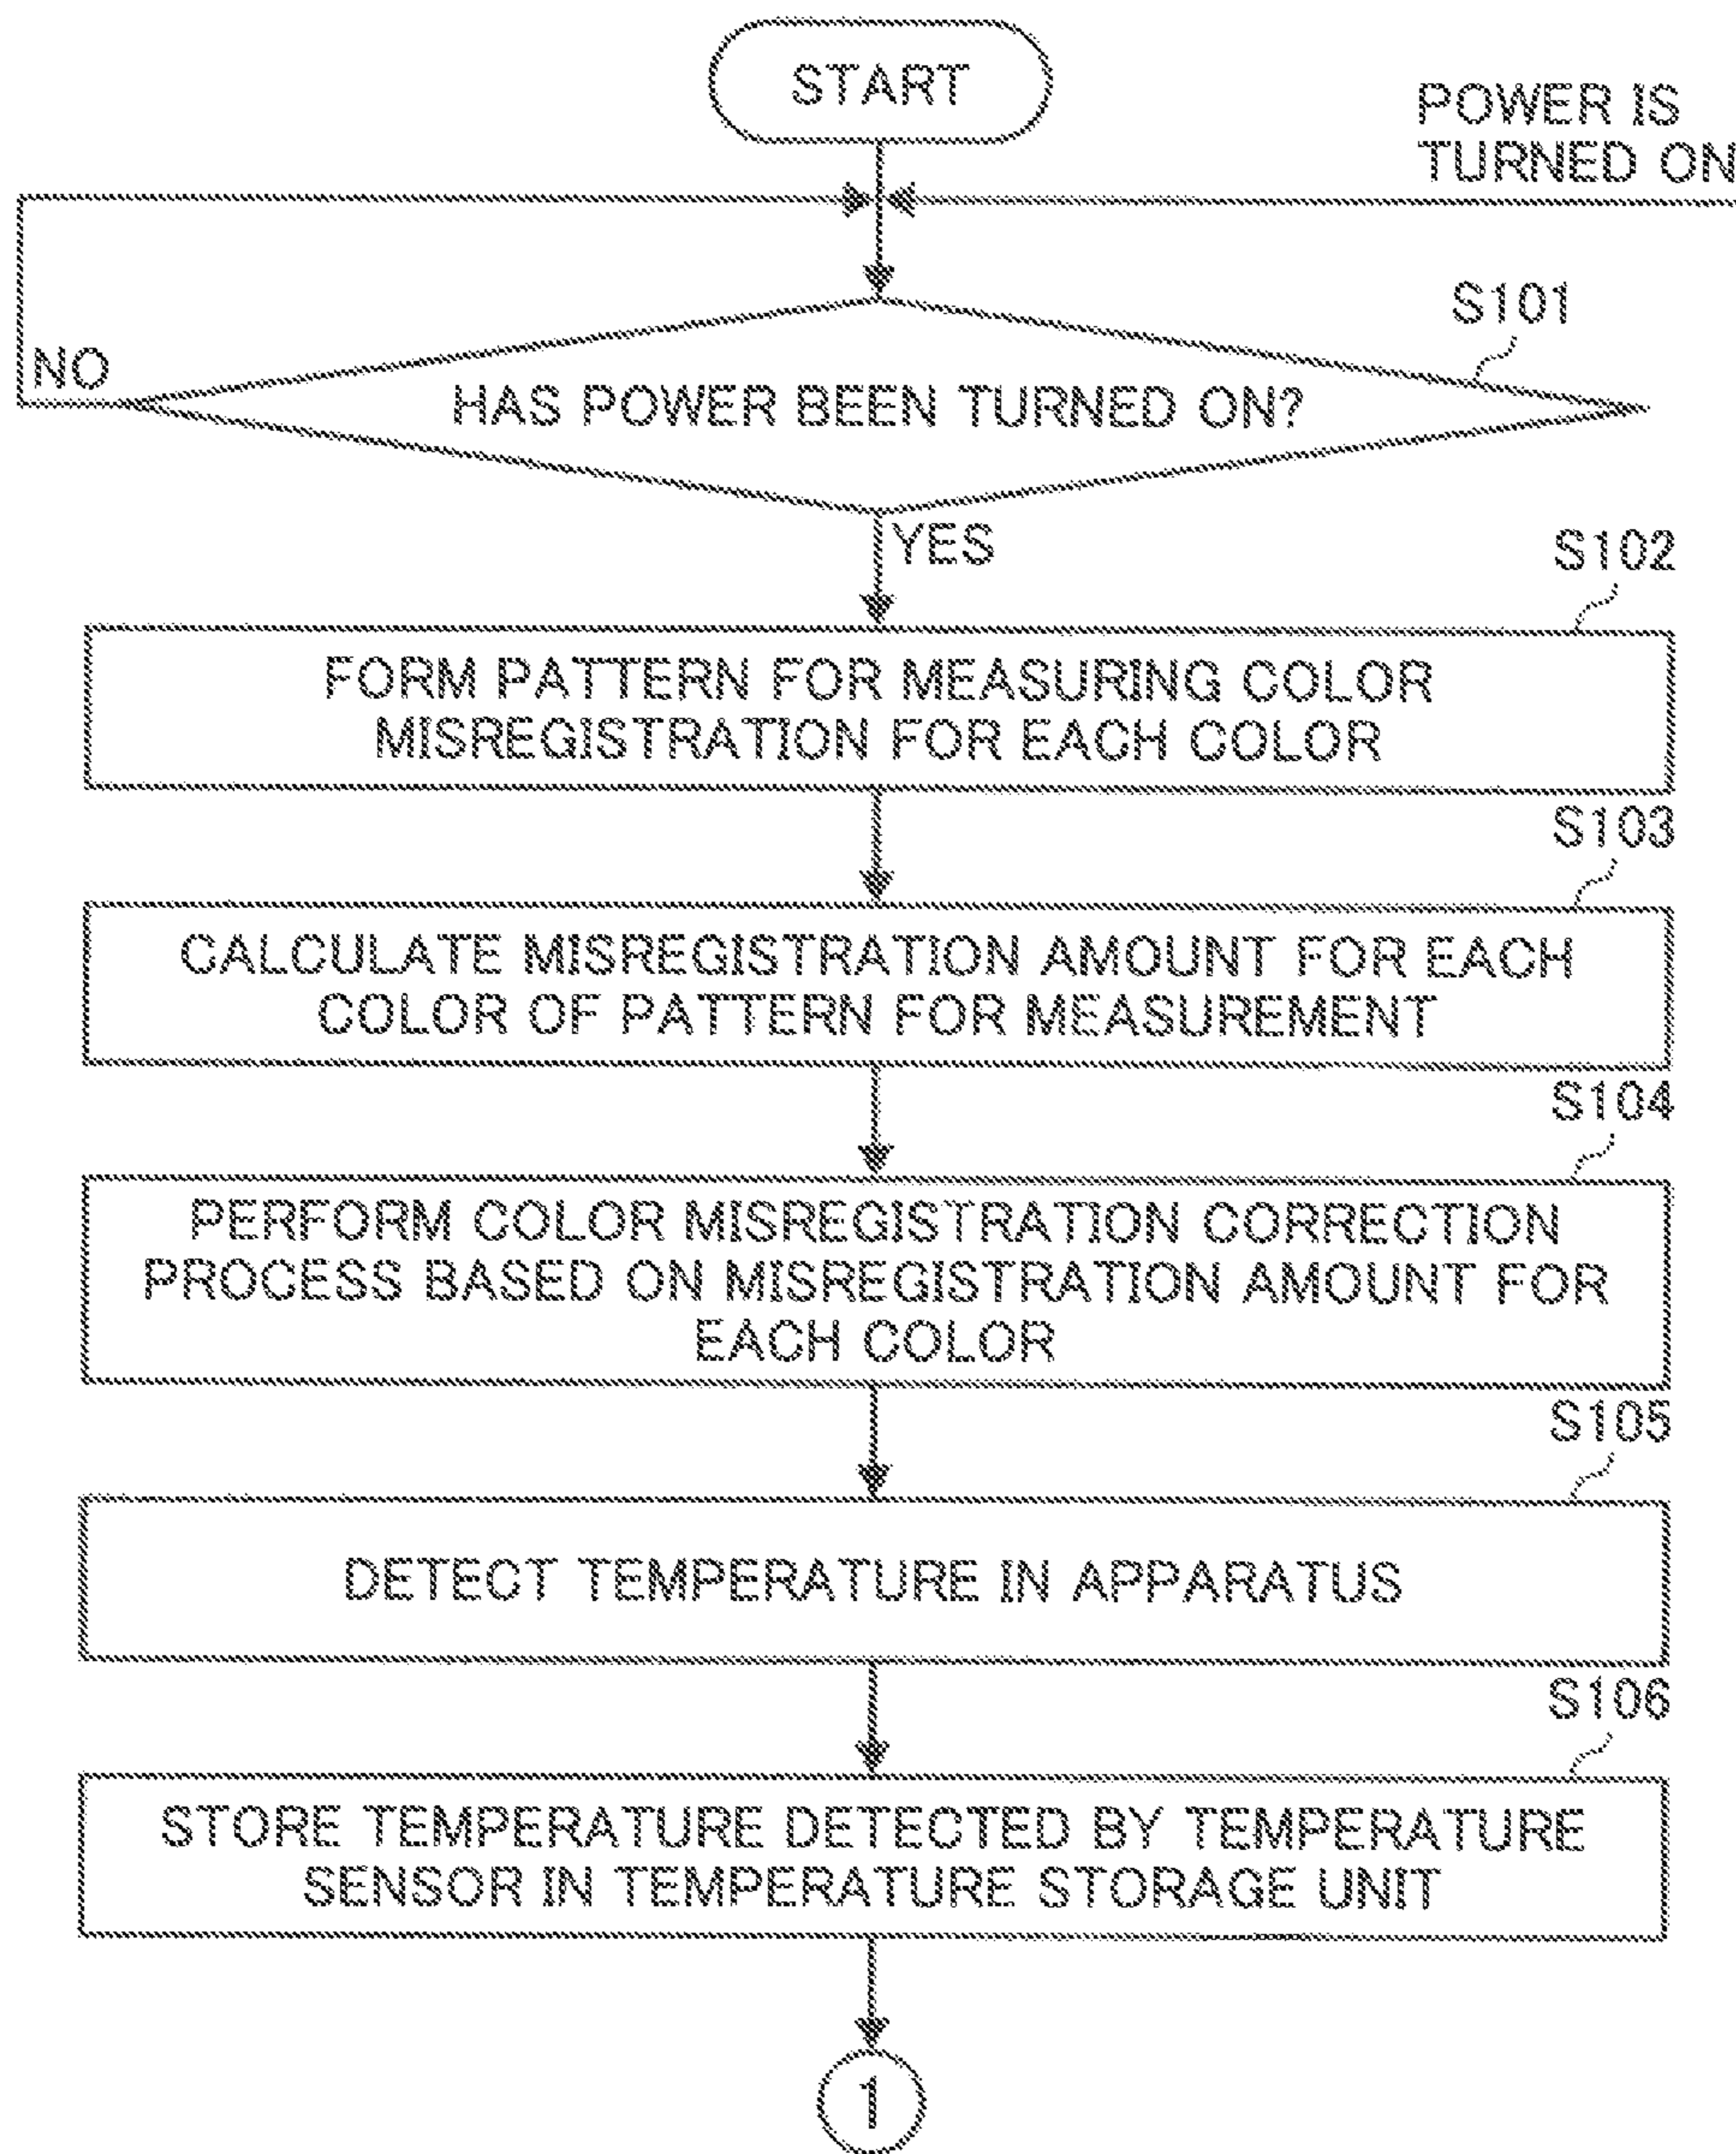 START
POWER IS
TURNED ON
S101
NO
HAS POWER BEEN TURNED ON?
YES
S102
FORM PATTERN FOR MEASURING COLOR
MISREGISTRATION FOR EACH COLOR
S103
CALCULATE MISREGISTRATION AMOUNT FOR EACH
COLOR OF PATTERN FOR MEASUREMENT
S104
PERFORM COLOR MISREGISTRATION CORRECTION
PROCESS BASED ON MISREGISTRATION AMOUNT FOR
EACH COLOR
S105
DETECT TEMPERATURE IN APPARATUS
S106
STORE TEMPERATURE DETECTED BY TEMPERATURE
SENSOR IN TEMPERATURE STORAGE UNIT
1